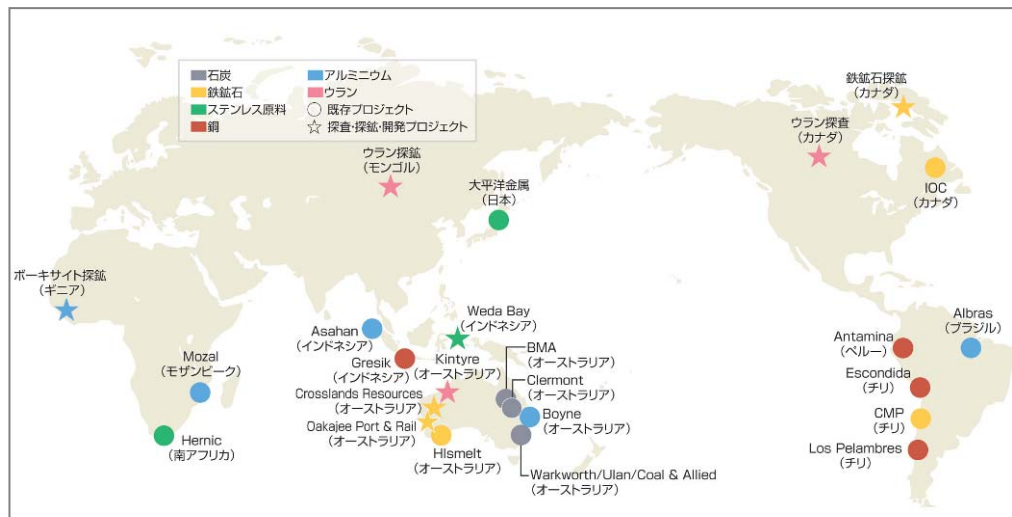 石炭
鉄鉱石
ステンレス原料
銅
アルミニウム
ウラン
既存プロジェクト
探査・探鉱・開発プロジェクト
鉄鉱石探鉱
(カナダ)
ウラン探査
(カナダ)
IOC
(カナダ)
ウラン探鉱
(モンゴル)
大平洋金属
(日本)
ボーキサイト探鉱
(ギニア)
Mozal
(モザンビーク)
Hernic
(南アフリカ)
Asahan
(インドネシア)
Gresik
(インドネシア)
Weda Bay
(インドネシア)
Kintyre
(オーストラリア)
Crosslands Resources
(オーストラリア)
Oakajee Port & Rail
(オーストラリア)
HIsmelt
(オーストラリア)
BMA
(オーストラリア)
Clermont
(オーストラリア)
Boyne
(オーストラリア)
Warkworth/Ulan/Coal & Allied
(オーストラリア)
Albras
(ブラジル)
Antamina
(ペルー)
Escondida
(チリ)
CMP
(チリ)
Los Pelambres
(チリ)